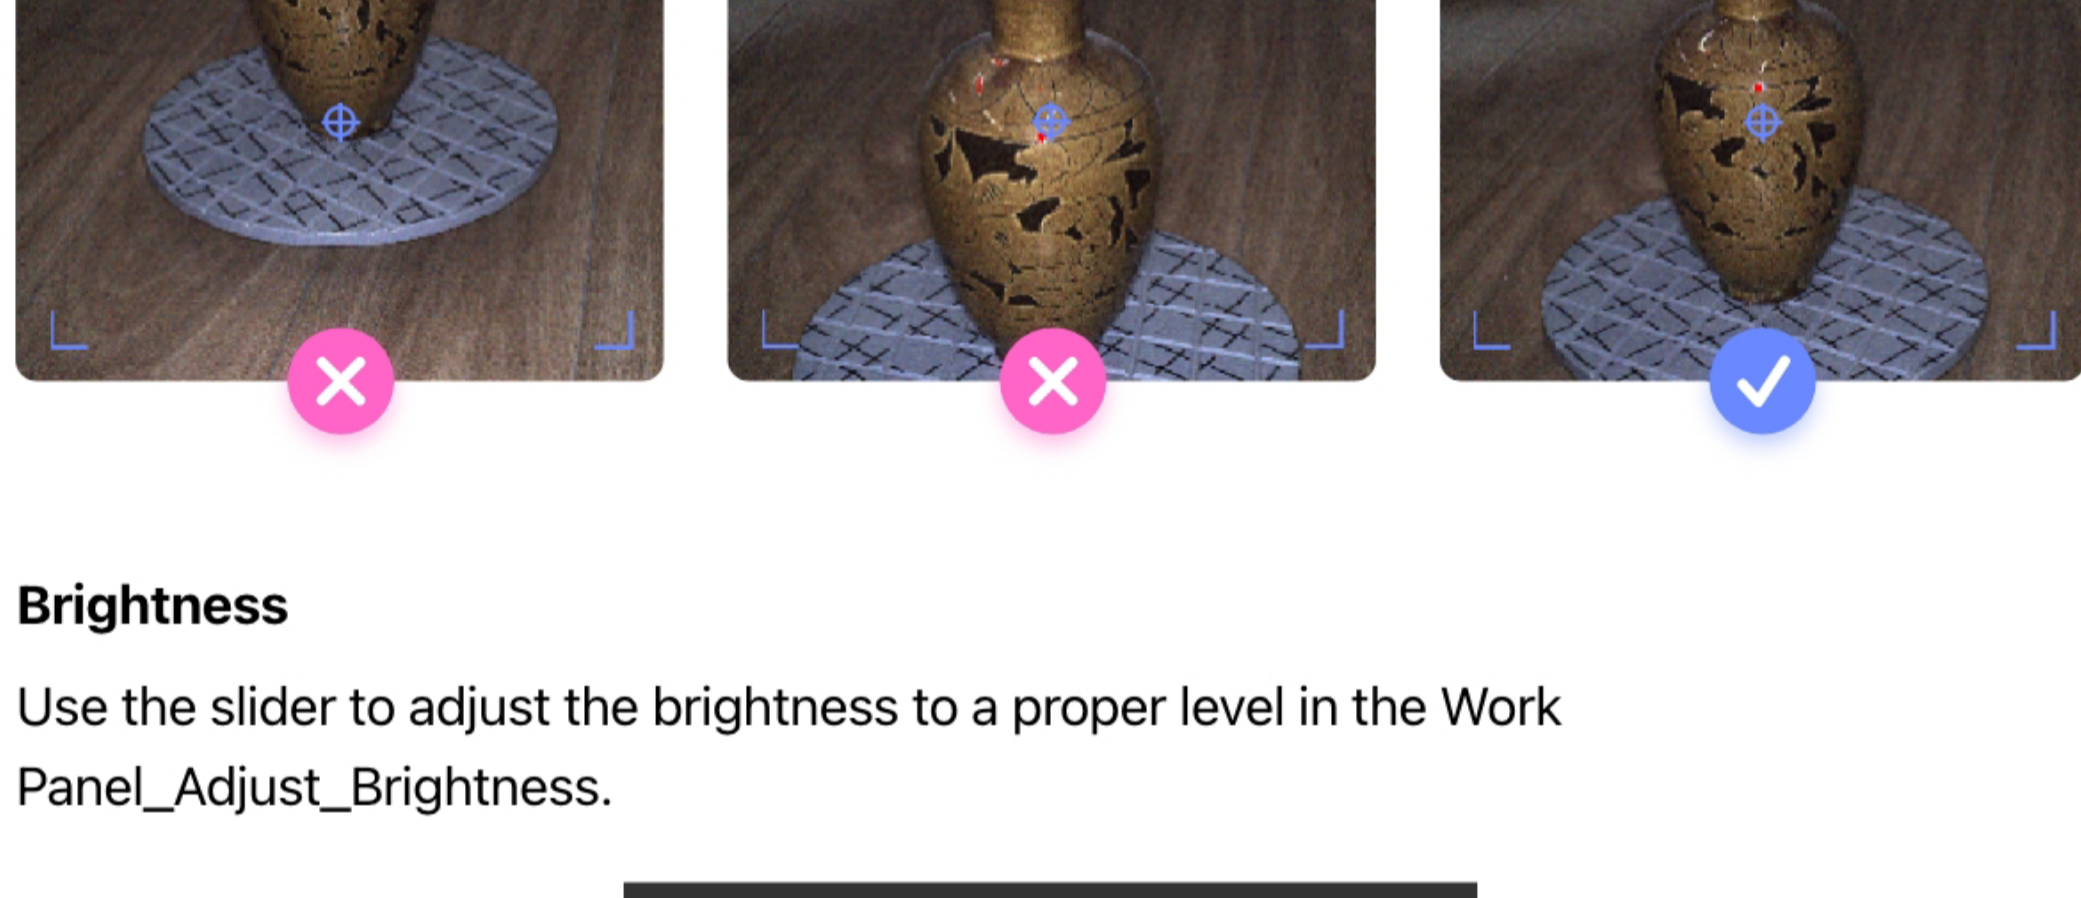 Brightness
Use the slider to adjust the brightness to a proper level in the Work
Panel_Adjust_Brightness.